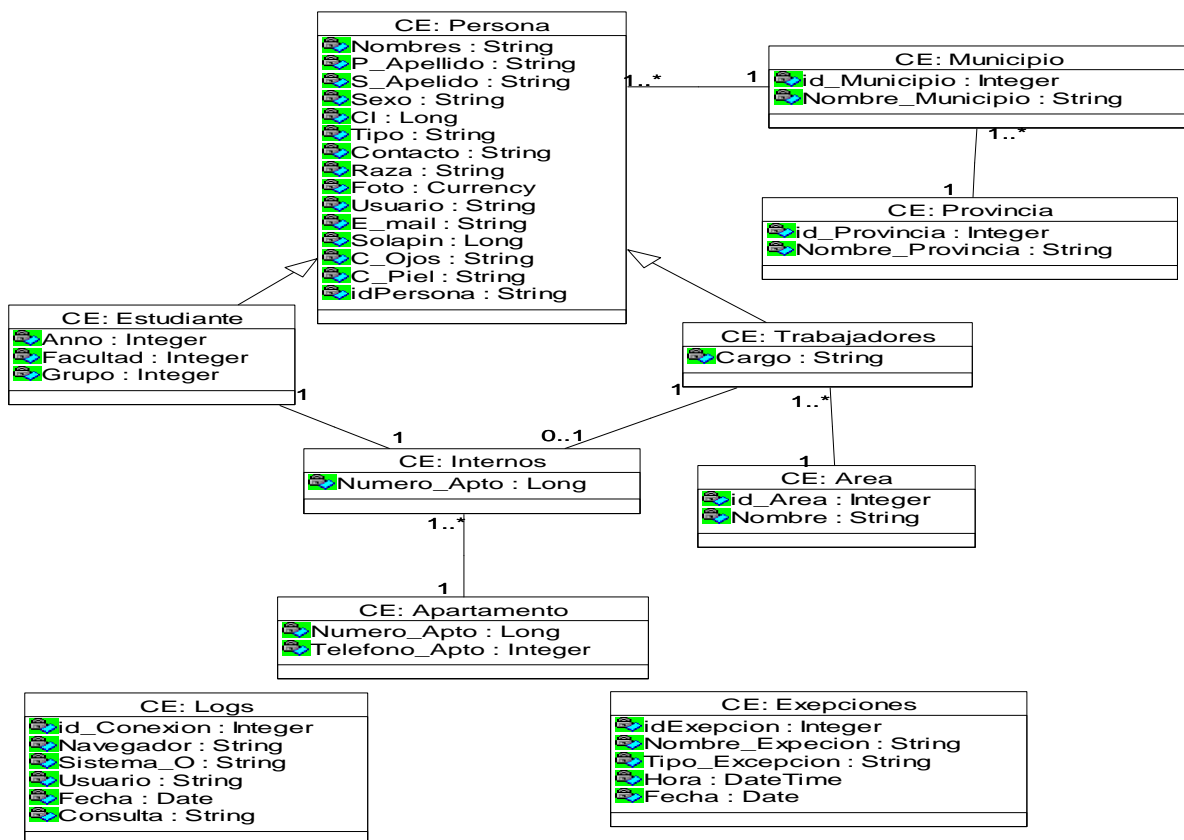 CE: Persona
Nombres : String
P_Apellido : String
S_Apelido : String
Sexo : String
CI : Long
Tipo : String
Contacto : String
Raza : String
Foto : Currency
Usuario : String
E_mail : String
Solapin : Long
C_Ojos : String
C_Piel : String
idPersona : String
1..*
1
CE: Municipio
id_Municipio : Integer
Nombre_Municipio : String
1..*
1
CE: Provincia
id_Provincia : Integer
Nombre_Provincia : String
CE: Estudiante
Anno : Integer
Facultad : Integer
Grupo : Integer
1
1
CE: Trabajadores
Cargo : String
1
0..1
1..*
1
CE: Internos
Numero_Apto : Long
1..*
1
CE: Area
id_Area : Integer
Nombre : String
CE: Apartamento
Numero_Apto : Long
Telefono_Apto : Integer
CE: Logs
id_Conexion : Integer
Navegador : String
Sistema_O : String
Usuario : String
Fecha : Date
Consulta : String
CE: Exepciones
idExepcion : Integer
Nombre_Expecion : String
Tipo_Excepcion : String
Hora : DateTime
Fecha : Date